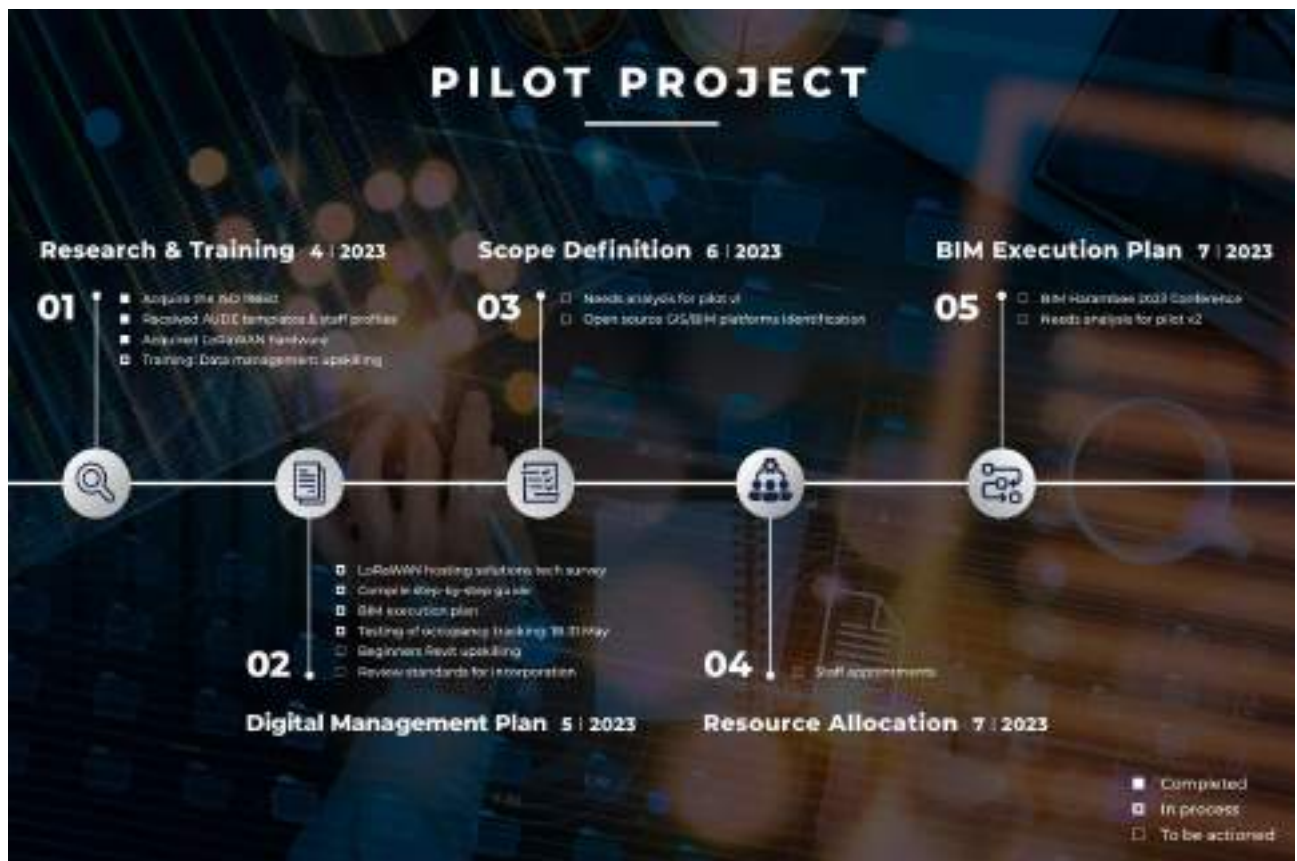 PILOT PROJECT
Research & Training 4 | 2023
01
Acquire the ISO
Received AUDE templates & staff profiles
Acquired LoRaWAN hardware
Training: Data management upskilling
Scope Definition 6 | 2023
03
Needs analysis for pilot v1
Open source GIS/BIM platforms identification
BIM Execution Plan 7 | 2023
05
BIM Harambee 2023 Conference
Needs analysis for pilot v2
LoRaWAN hosting solutions tech survey
Compile step-by-step guide
BIM execution plan
Testing of occupancy tracking 18-31 May
Beginners Revit upskilling
Review standards for incorporation
02
Digital Management Plan 5 | 2023
04
Staff appointments
Resource Allocation 7 | 2023
Completed
In process
To be actioned